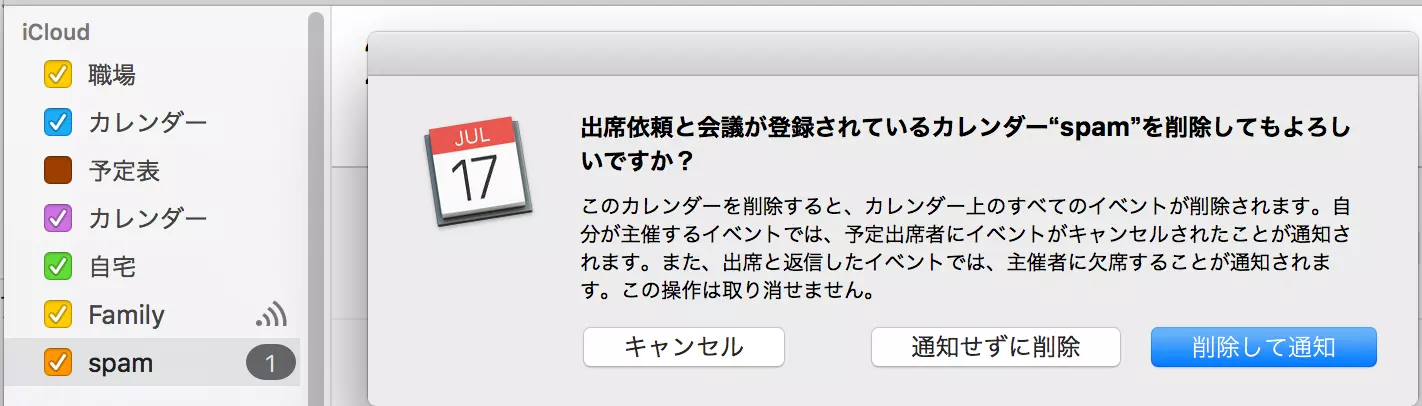 iCloud
職場
カレンダー
予定表
カレンダー
自宅
Family
spam
1
JUL
17
出席依頼と会議が登録されているカレンダー“spam”を削除してもよろし
いですか？
このカレンダーを削除すると、カレンダー上のすべてのイベントが削除されます。自
分が主催するイベントでは、予定出席者にイベントがキャンセルされたことが通知さ
れます。また、出席と返信したイベントでは、主催者に欠席することが通知されま
す。この操作は取り消せません。
キャンセル
通知せずに削除
削除して通知